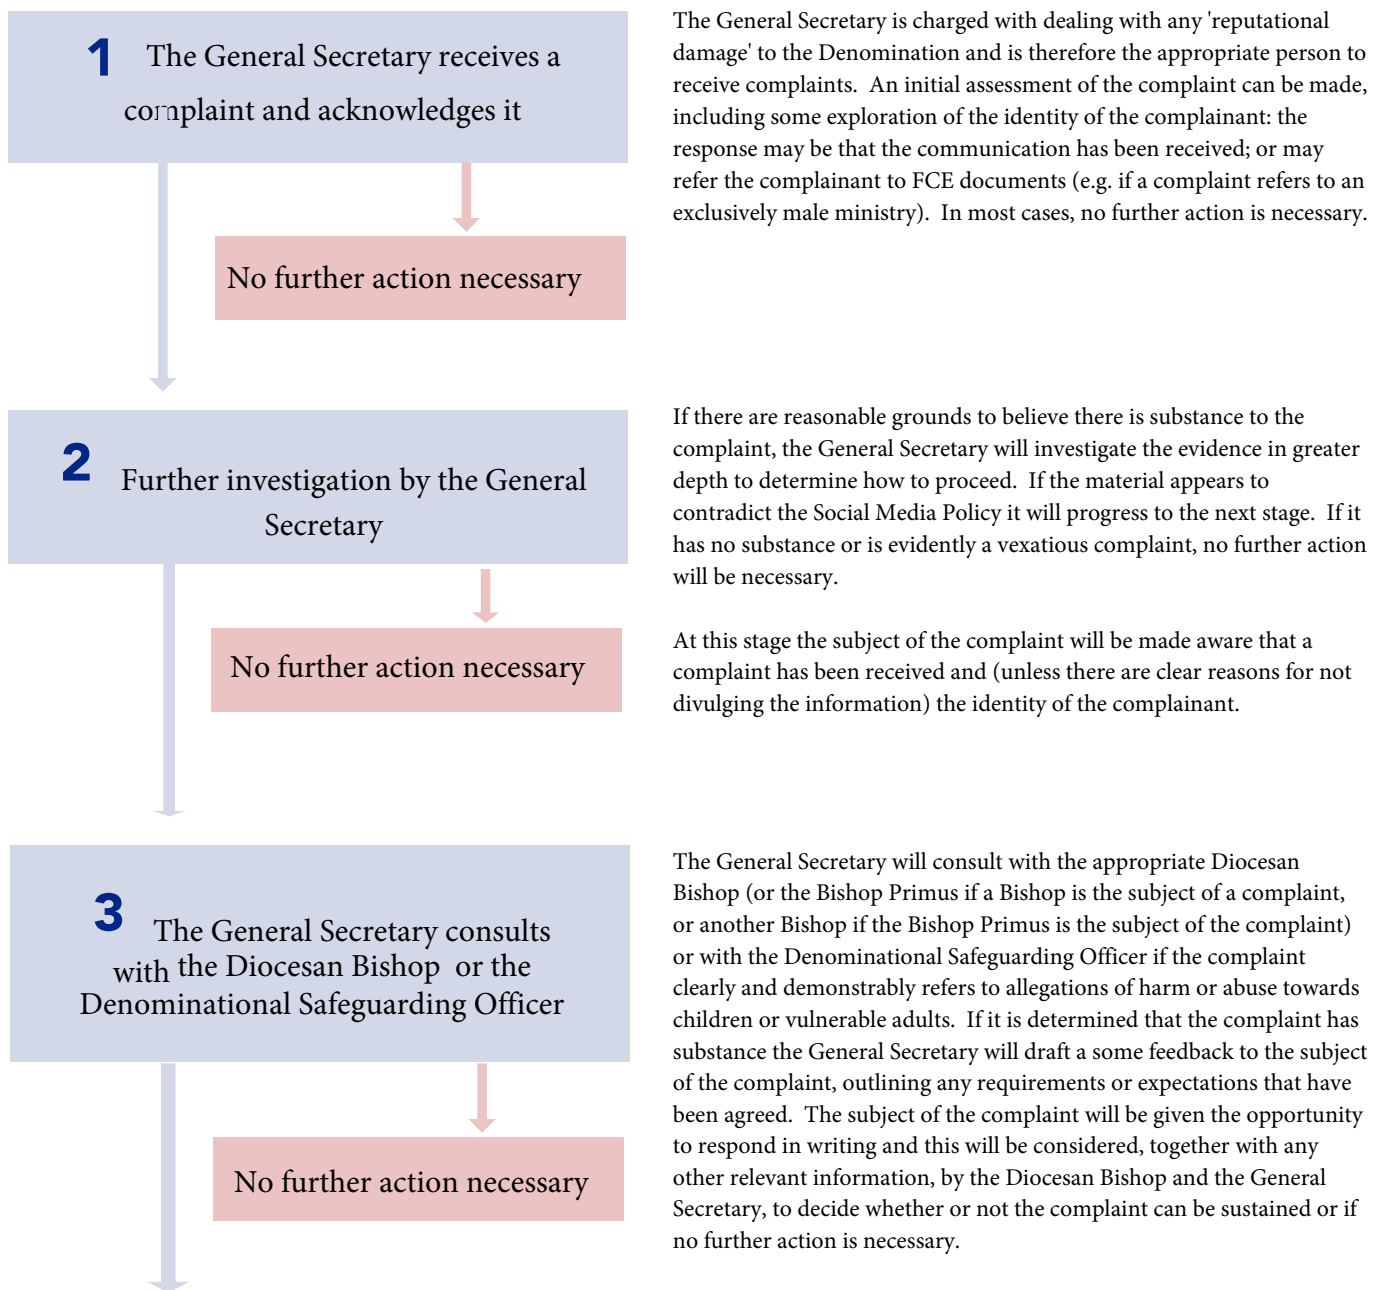 1 The General Secretary receives a
complaint and acknowledges it
The General Secretary is charged with dealing with any 'reputational
damage' to the Denomination and is therefore the appropriate person to
receive complaints. An initial assessment of the complaint can be made,
including some exploration of the identity of the complainant: the
response may be that the communication has been received; or may
refer the complainant to FCE documents (e.g. if a complaint refers to an
exclusively male ministry). In most cases, no further action is necessary.
No further action necessary
2 Further investigation by the General
Secretary
If there are reasonable grounds to believe there is substance to the
complaint, the General Secretary will investigate the evidence in greater
depth to determine how to proceed. If the material appears to
contradict the Social Media Policy it will progress to the next stage. If it
has no substance or is evidently a vexatious complaint, no further action
will be necessary.
At this stage the subject of the complaint will be made aware that a
complaint has been received and (unless there are clear reasons for not
divulging the information) the identity of the complainant.
No further action necessary
3 The General Secretary consults
with the Diocesan Bishop or the
Denominational Safeguarding Officer
The General Secretary will consult with the appropriate Diocesan
Bishop (or the Bishop Primus if a Bishop is the subject of a complaint,
or another Bishop if the Bishop Primus is the subject of the complaint)
or with the Denominational Safeguarding Officer if the complaint
clearly and demonstrably refers to allegations of harm or abuse towards
children or vulnerable adults. If it is determined that the complaint has
substance the General Secretary will draft a some feedback to the subject
of the complaint, outlining any requirements or expectations that have
been agreed. The subject of the complaint will be given the opportunity
to respond in writing and this will be considered, together with any
other relevant information, by the Diocesan Bishop and the General
Secretary, to decide whether or not the complaint can be sustained or if
no further action is necessary.
No further action necessary